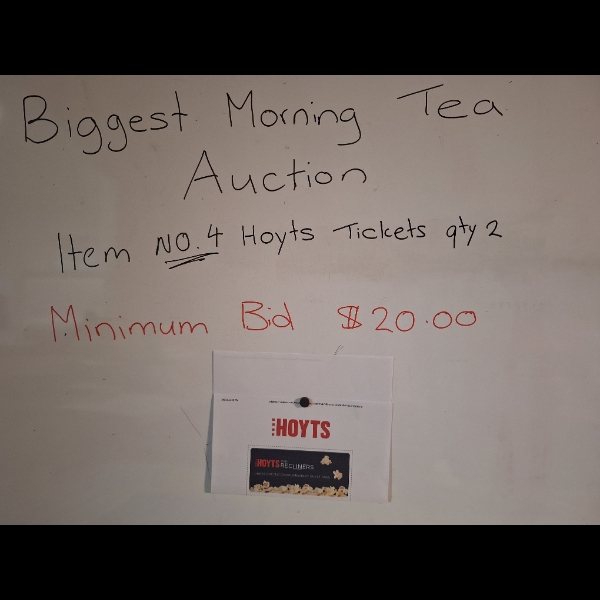 Biggest Morning Tea
Auction
Item NO.4 Hoyts Tickets qty 2
Minimum Bid $20.00
HOYTS
HOYTS RECLINERS